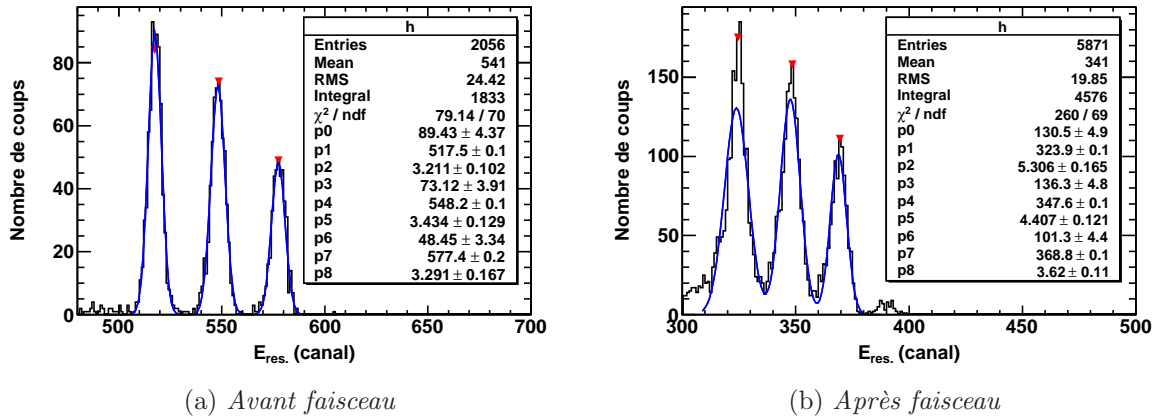 h
Entries 2056
Mean 541
RMS 24.42
Integral 1833
χ² / ndf 79.14 / 70
p0 89.43 ± 4.37
p1 517.5 ± 0.1
p2 3.211 ± 0.102
p3 73.12 ± 3.91
p4 548.2 ± 0.1
p5 3.434 ± 0.129
p6 48.45 ± 3.34
p7 577.4 ± 0.2
p8 3.291 ± 0.167
Nombre de coups
80
60
40
20
0
500 550 600 650 700
E_res. (canal)
(a) Avant faisceau
h
Entries 5871
Mean 341
RMS 19.85
Integral 4576
χ² / ndf 260 / 69
p0 130.5 ± 4.9
p1 323.9 ± 0.1
p2 5.306 ± 0.165
p3 136.3 ± 4.8
p4 347.6 ± 0.1
p5 4.407 ± 0.121
p6 101.3 ± 4.4
p7 368.8 ± 0.1
p8 3.62 ± 0.11
Nombre de coups
150
100
50
0
300 350 400 450 500
E_res. (canal)
(b) Après faisceau